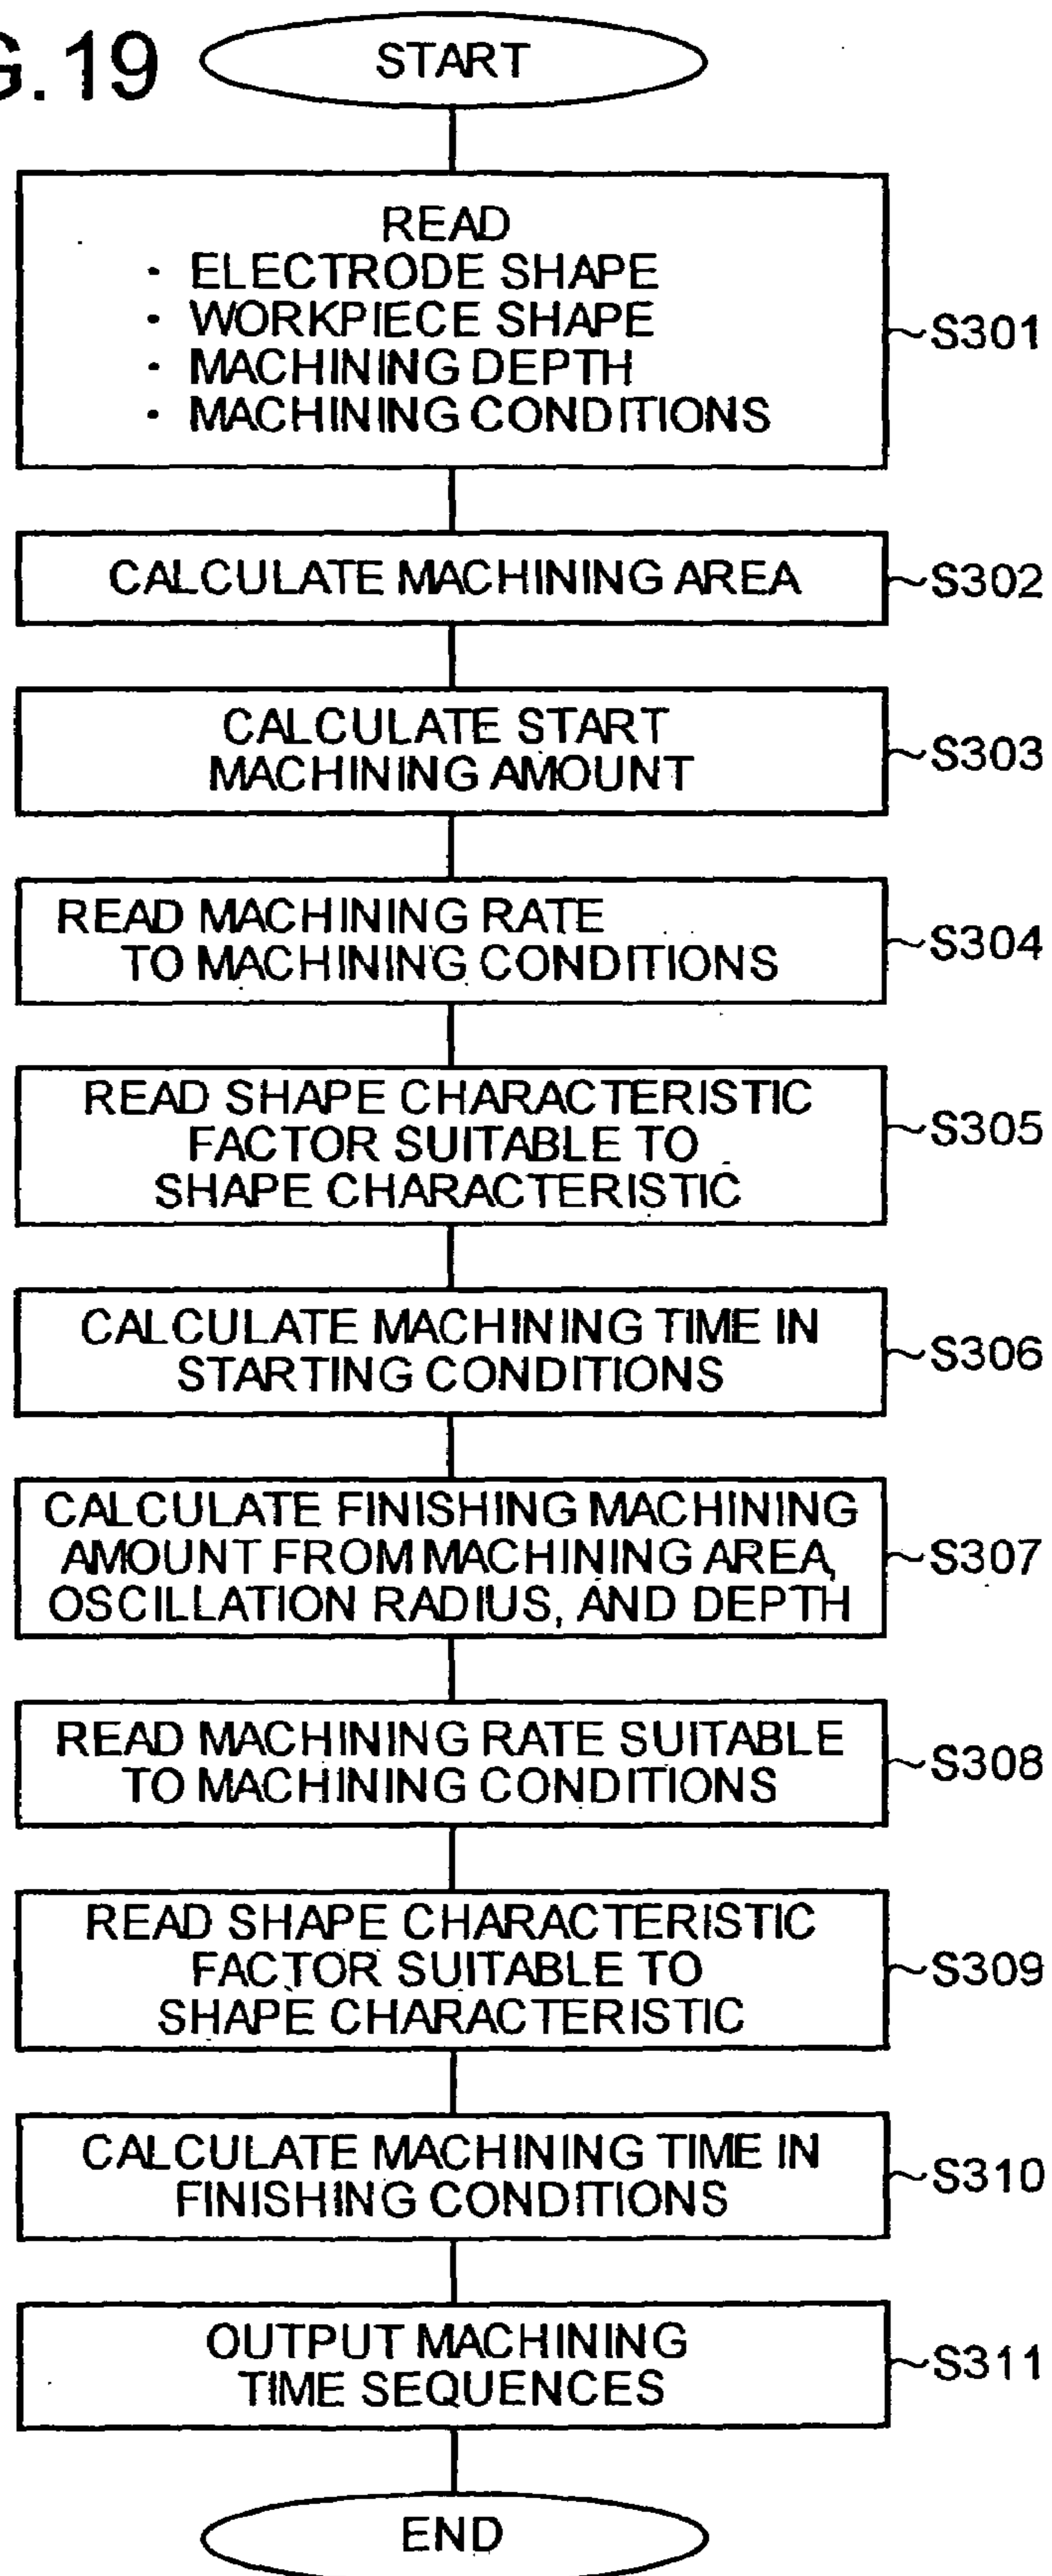 G.19
START
READ
· ELECTRODE SHAPE
· WORKPIECE SHAPE
· MACHINING DEPTH
· MACHINING CONDITIONS
S301
CALCULATE MACHINING AREA
S302
CALCULATE START
MACHINING AMOUNT
S303
READ MACHINING RATE
TO MACHINING CONDITIONS
S304
READ SHAPE CHARACTERISTIC
FACTOR SUITABLE TO
SHAPE CHARACTERISTIC
S305
CALCULATE MACHINING TIME IN
STARTING CONDITIONS
S306
CALCULATE FINISHING MACHINING
AMOUNT FROM MACHINING AREA,
OSCILLATION RADIUS, AND DEPTH
S307
READ MACHINING RATE SUITABLE
TO MACHINING CONDITIONS
S308
READ SHAPE CHARACTERISTIC
FACTOR SUITABLE TO
SHAPE CHARACTERISTIC
S309
CALCULATE MACHINING TIME IN
FINISHING CONDITIONS
S310
OUTPUT MACHINING
TIME SEQUENCES
S311
END